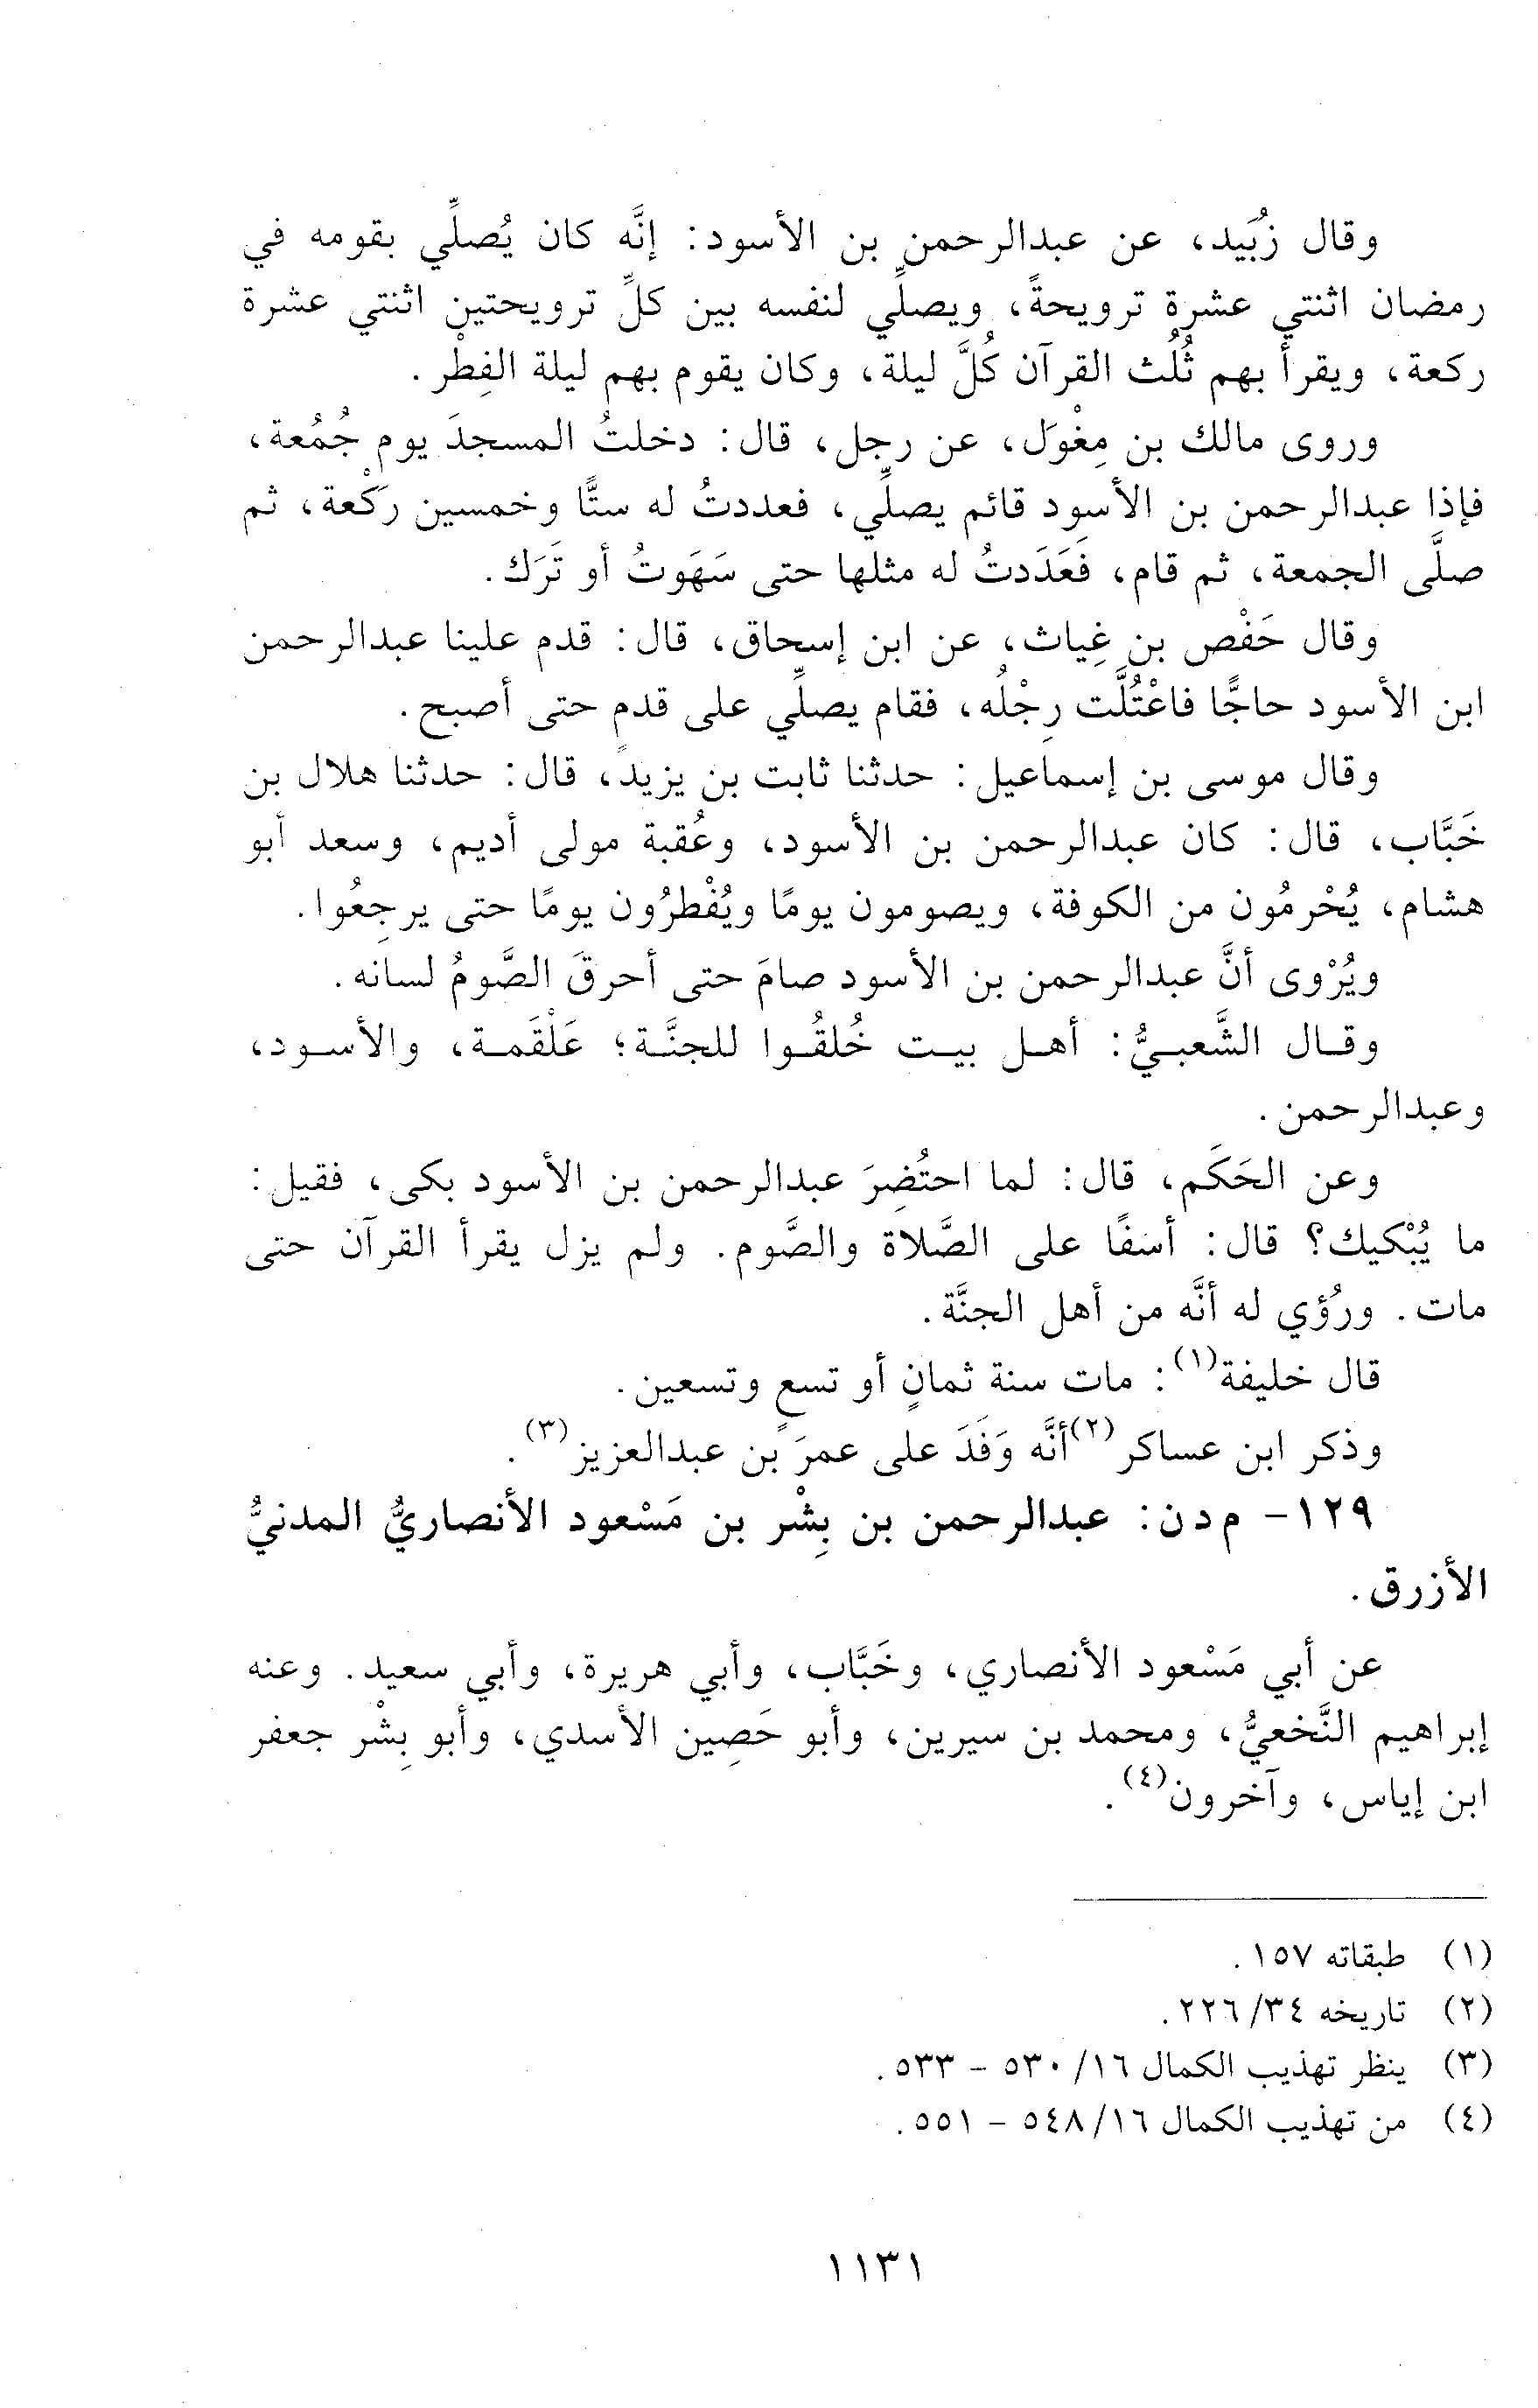 وقال زُبَيد، عن عبدالرحمن بن الأسود: إنَّه كان يُصلِّي بقومه في
رمضان اثنتي عشرة ترويحةً، ويصلِّي لنفسه بين كلِّ ترويحتين اثنتي عشرة
ركعة، ويقرأ بهم ثُلُث القرآن كُلَّ ليلة، وكان يقوم بهم ليلة الفِطْر.
وروى مالك بن مِغْوَل، عن رجل، قال: دخلتُ المسجدَ يوم جُمُعة،
فإذا عبدالرحمن بن الأسود قائم يصلِّي، فعددتُ له ستًّا وخمسين رَكْعة، ثم
صلَّى الجمعة، ثم قام، فَعَدَدتُ له مثلها حتى سَهَوتُ أو تَرَك.
وقال حَفْص بن غِياث، عن ابن إسحاق، قال: قدم علينا عبدالرحمن
ابن الأسود حاجًّا فاعْتُلَّت رِجْلُه، فقام يصلِّي على قدم حتى أصبح.
وقال موسى بن إسماعيل: حدثنا ثابت بن يزيد، قال: حدثنا هلال بن
خَبَّاب، قال: كان عبدالرحمن بن الأسود، وعُقبة مولى أديم، وسعد أبو
هشام، يُحْرمُون من الكوفة، ويصومون يومًا ويُفْطرُون يومًا حتى يرجِعُوا.
ويُرْوى أنَّ عبدالرحمن بن الأسود صامَ حتى أحرقَ الصَّومُ لسانَه.
وقال الشَّعبيُّ: أهل بيت خُلقُوا للجنَّة؛ عَلْقَمة، والأسود،
وعبدالرحمن.
وعن الحَكَم، قال: لما احتُضِرَ عبدالرحمن بن الأسود بكى، فقيل:
ما يُبْكيك؟ قال: أسَفًا على الصَّلاة والصَّوم. ولم يزل يقرأ القرآن حتى
مات. ورُؤي له أنَّه من أهل الجنَّة.
قال خليفة(١): مات سنة ثمانٍ أو تسعٍ وتسعين.
وذكر ابن عساكر(٢) أنَّه وَفَدَ على عمرَ بن عبدالعزيز(٣).
١٢٩- م د ن: عبدالرحمن بن بِشْر بن مَسْعود الأنصاريُّ المدنيُّ
الأزرق.
عن أبي مَسْعود الأنصاري، وخَبَّاب، وأبي هريرة، وأبي سعيد. وعنه
إبراهيم النَّخعيُّ، ومحمد بن سيرين، وأبو حَصِين الأسدي، وأبو بِشْر جعفر
ابن إياس، وآخرون(٤).
(١) طبقاته ١٥٧.
(٢) تاريخه ٣٤/ ٢٢٦.
(٣) ينظر تهذيب الكمال ١٦/ ٥٣٠ - ٥٣٣.
(٤) من تهذيب الكمال ١٦/ ٥٤٨ - ٥٥١.
١١٣١